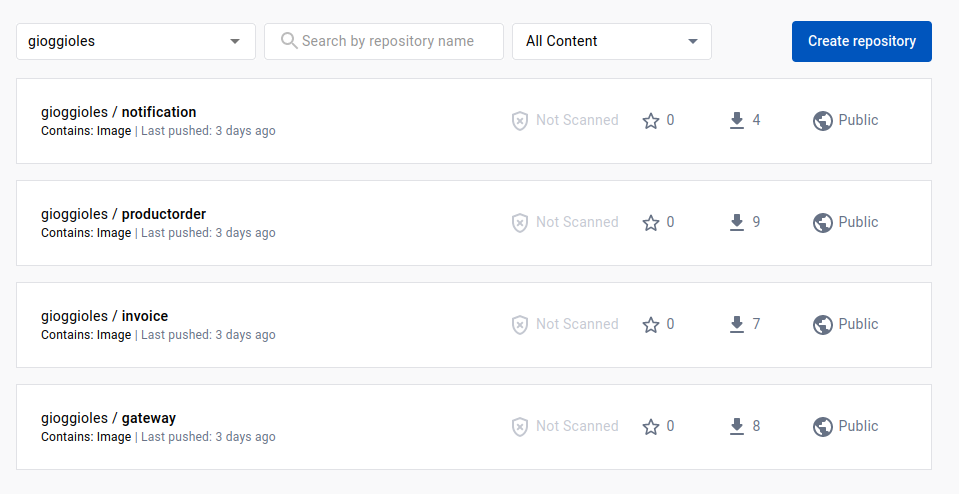 gioggioles
Search by repository name
All Content
Create repository
gioggioles / notification
Contains: Image | Last pushed: 3 days ago
Not Scanned
0
4
Public
gioggioles / productorder
Contains: Image | Last pushed: 3 days ago
Not Scanned
0
9
Public
gioggioles / invoice
Contains: Image | Last pushed: 3 days ago
Not Scanned
0
7
Public
gioggioles / gateway
Contains: Image | Last pushed: 3 days ago
Not Scanned
0
8
Public